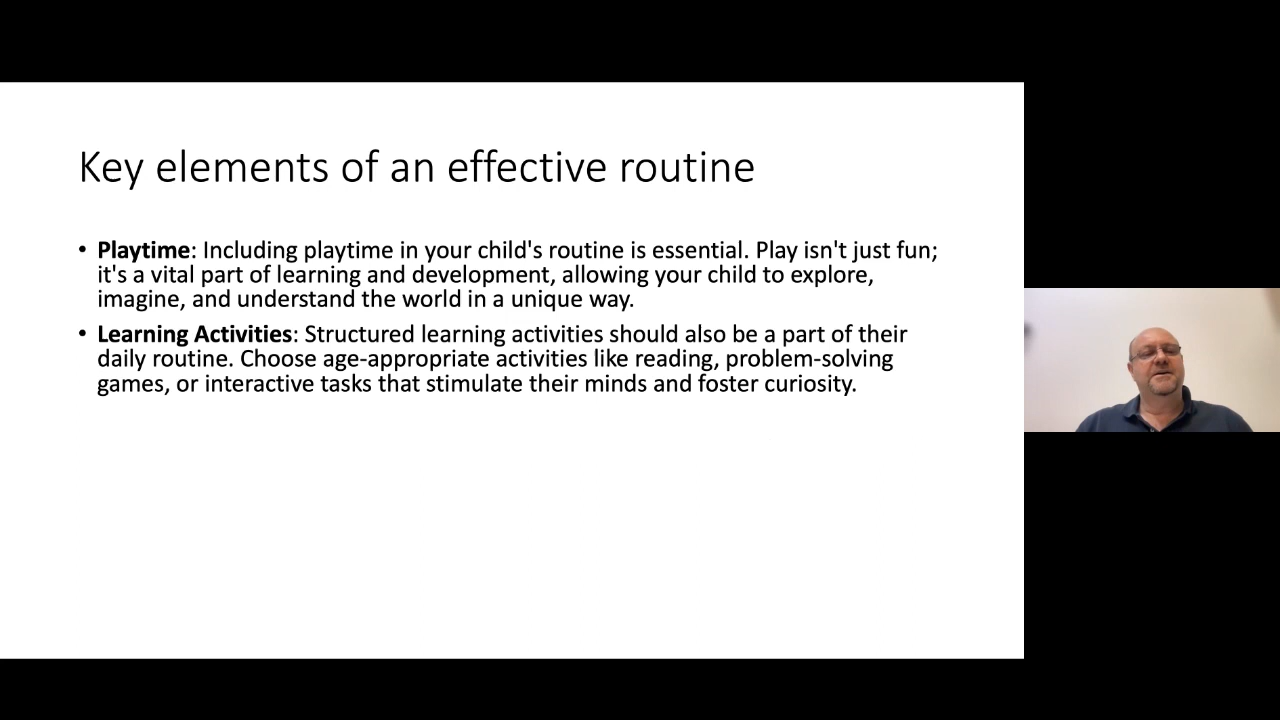 Key elements of an effective routine
• Playtime: Including playtime in your child's routine is essential. Play isn't just fun;
it's a vital part of learning and development, allowing your child to explore,
imagine, and understand the world in a unique way.
• Learning Activities: Structured learning activities should also be a part of their
daily routine. Choose age-appropriate activities like reading, problem-solving
games, or interactive tasks that stimulate their minds and foster curiosity.